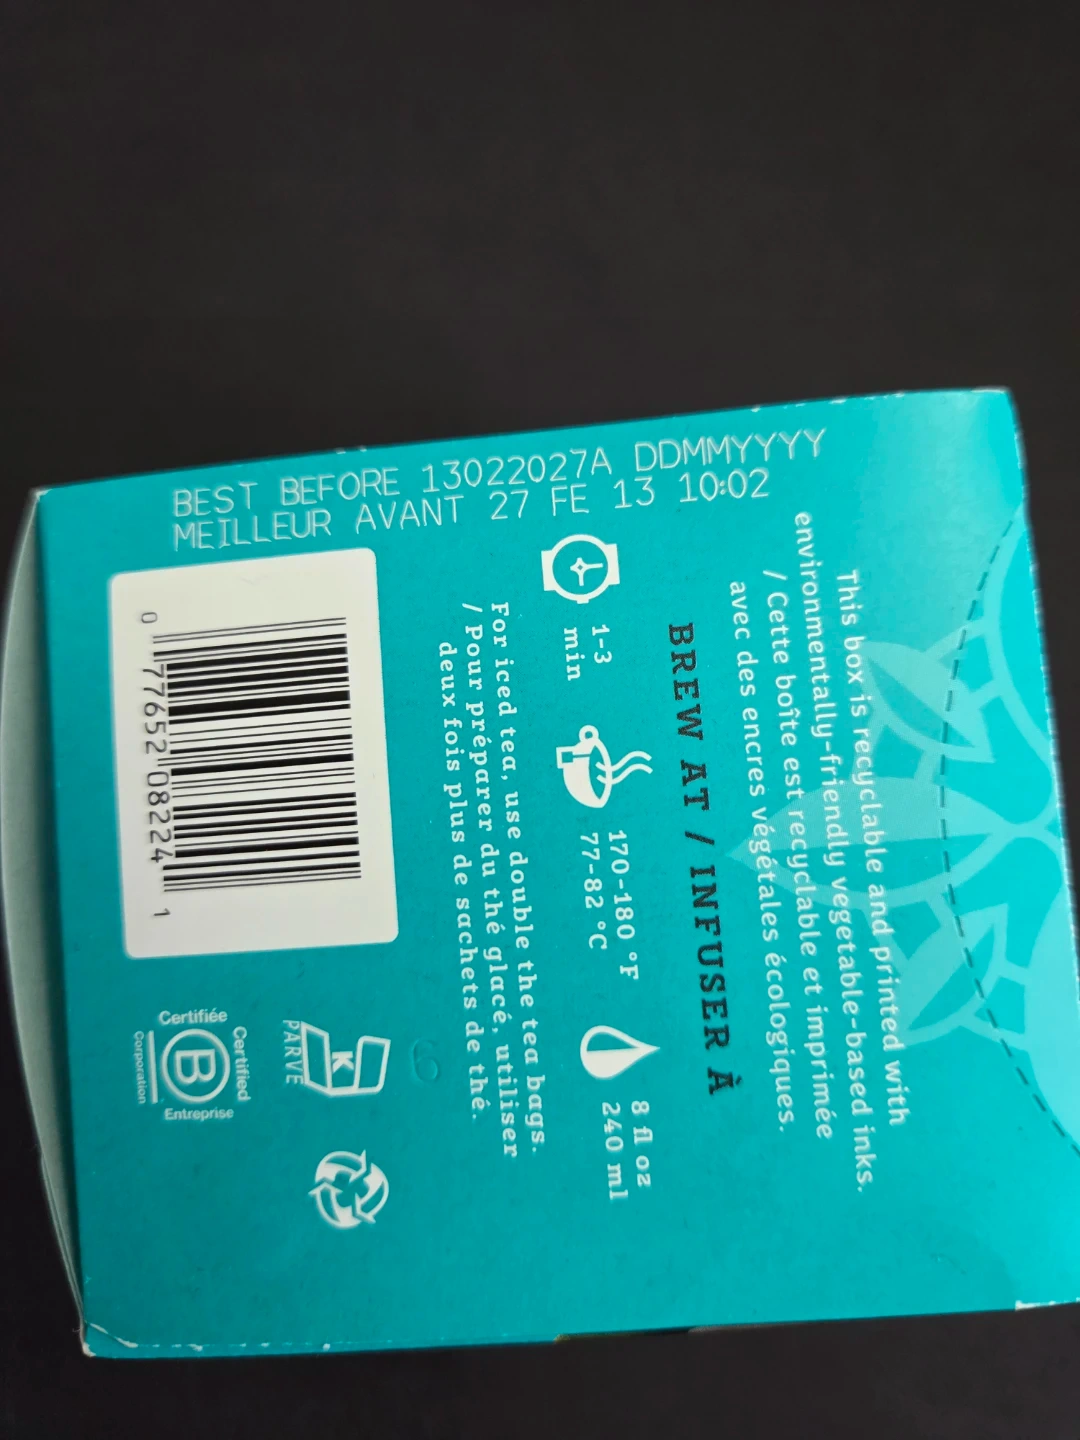 BEST BEFORE 13022027A DDMMYYYY
MEILLEUR AVANT 27 FE 13 10:02
This box is recyclable and printed with
environmentally-friendly vegetable-based inks.
/ Cette boîte est recyclable et imprimée
avec des encres végétales écologiques.
BREW AT / INFUSER À
1-3
min
170-180 °F
77-82 °C
8 fl oz
240 ml
For iced tea, use double the tea bags.
/ Pour préparer du thé glacé, utiliser
deux fois plus de sachets de thé.
0 77652 08224 1
K
PARVE
6
Certified
Certifiée
B
Corporation
Entreprise